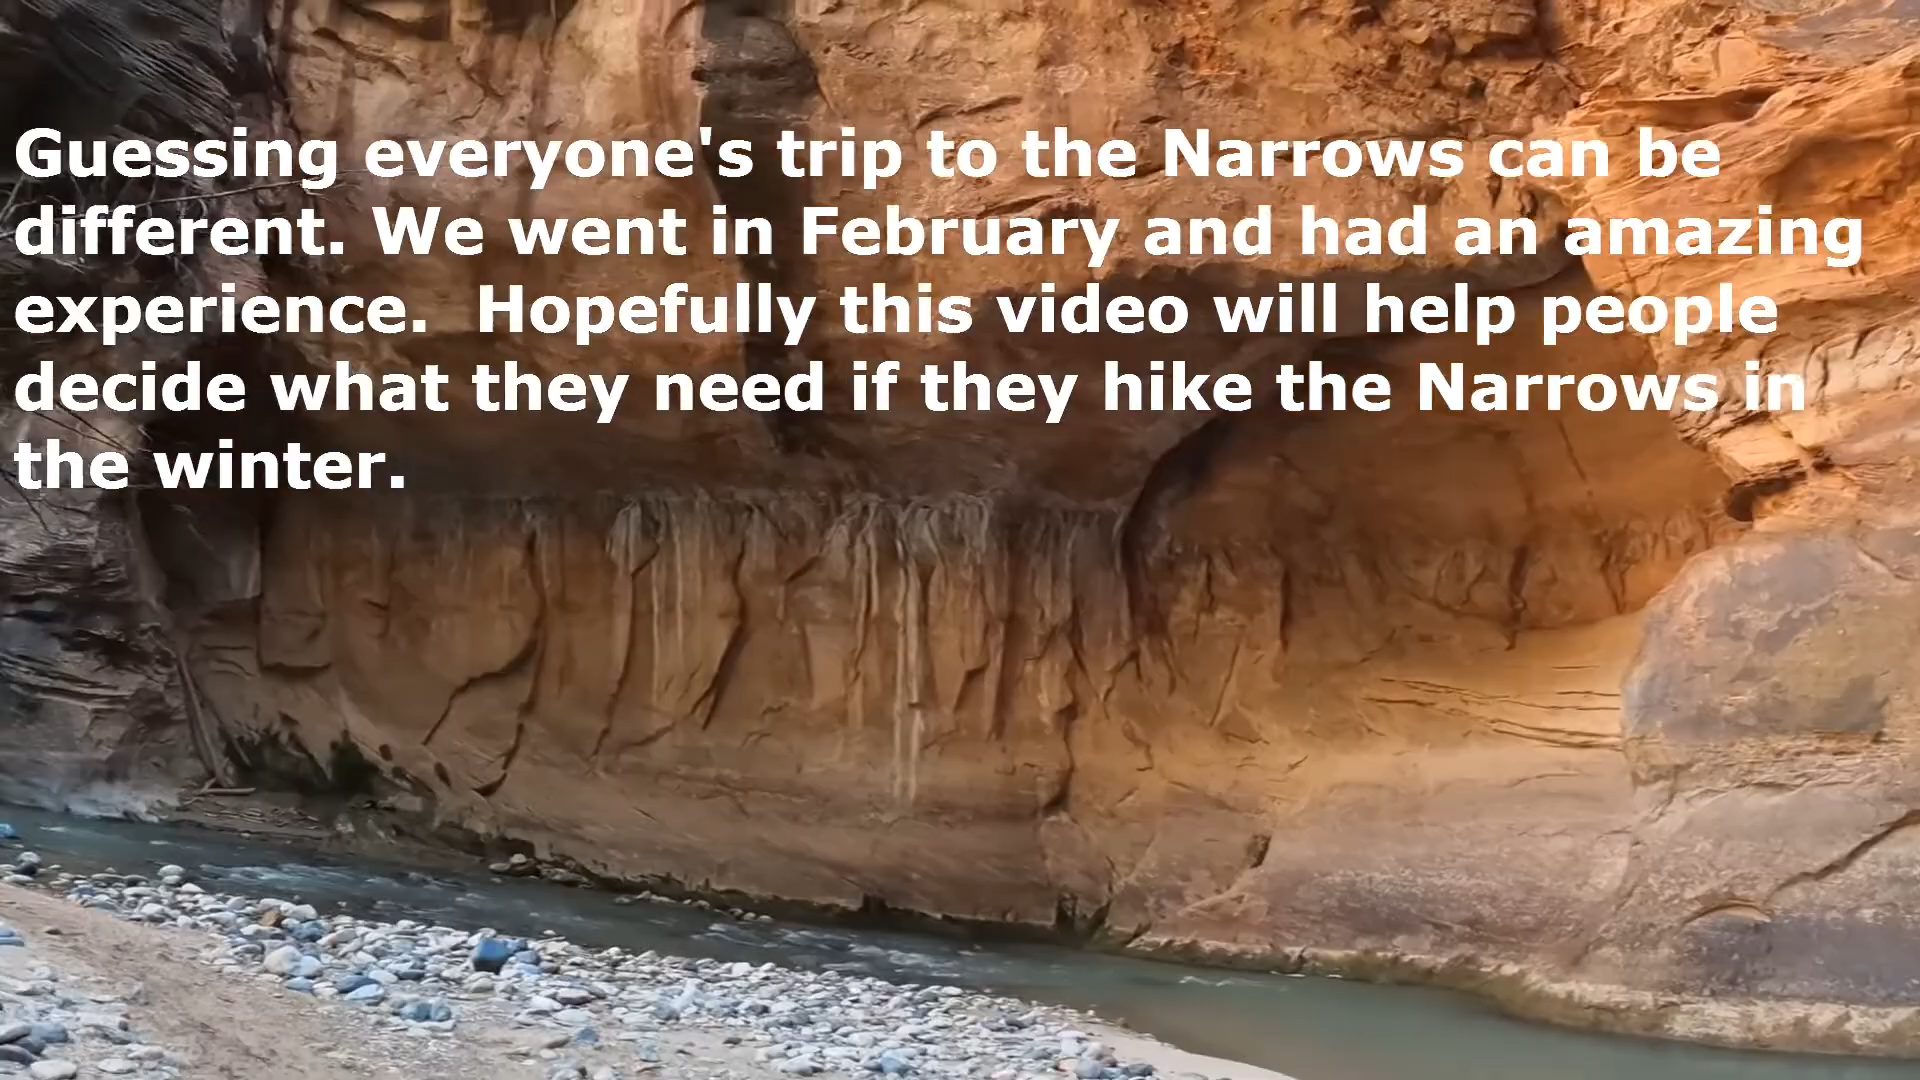 Guessing everyone's trip to the Narrows can be
different. We went in February and had an amazing
experience.  Hopefully this video will help people
decide what they need if they hike the Narrows in
the winter.